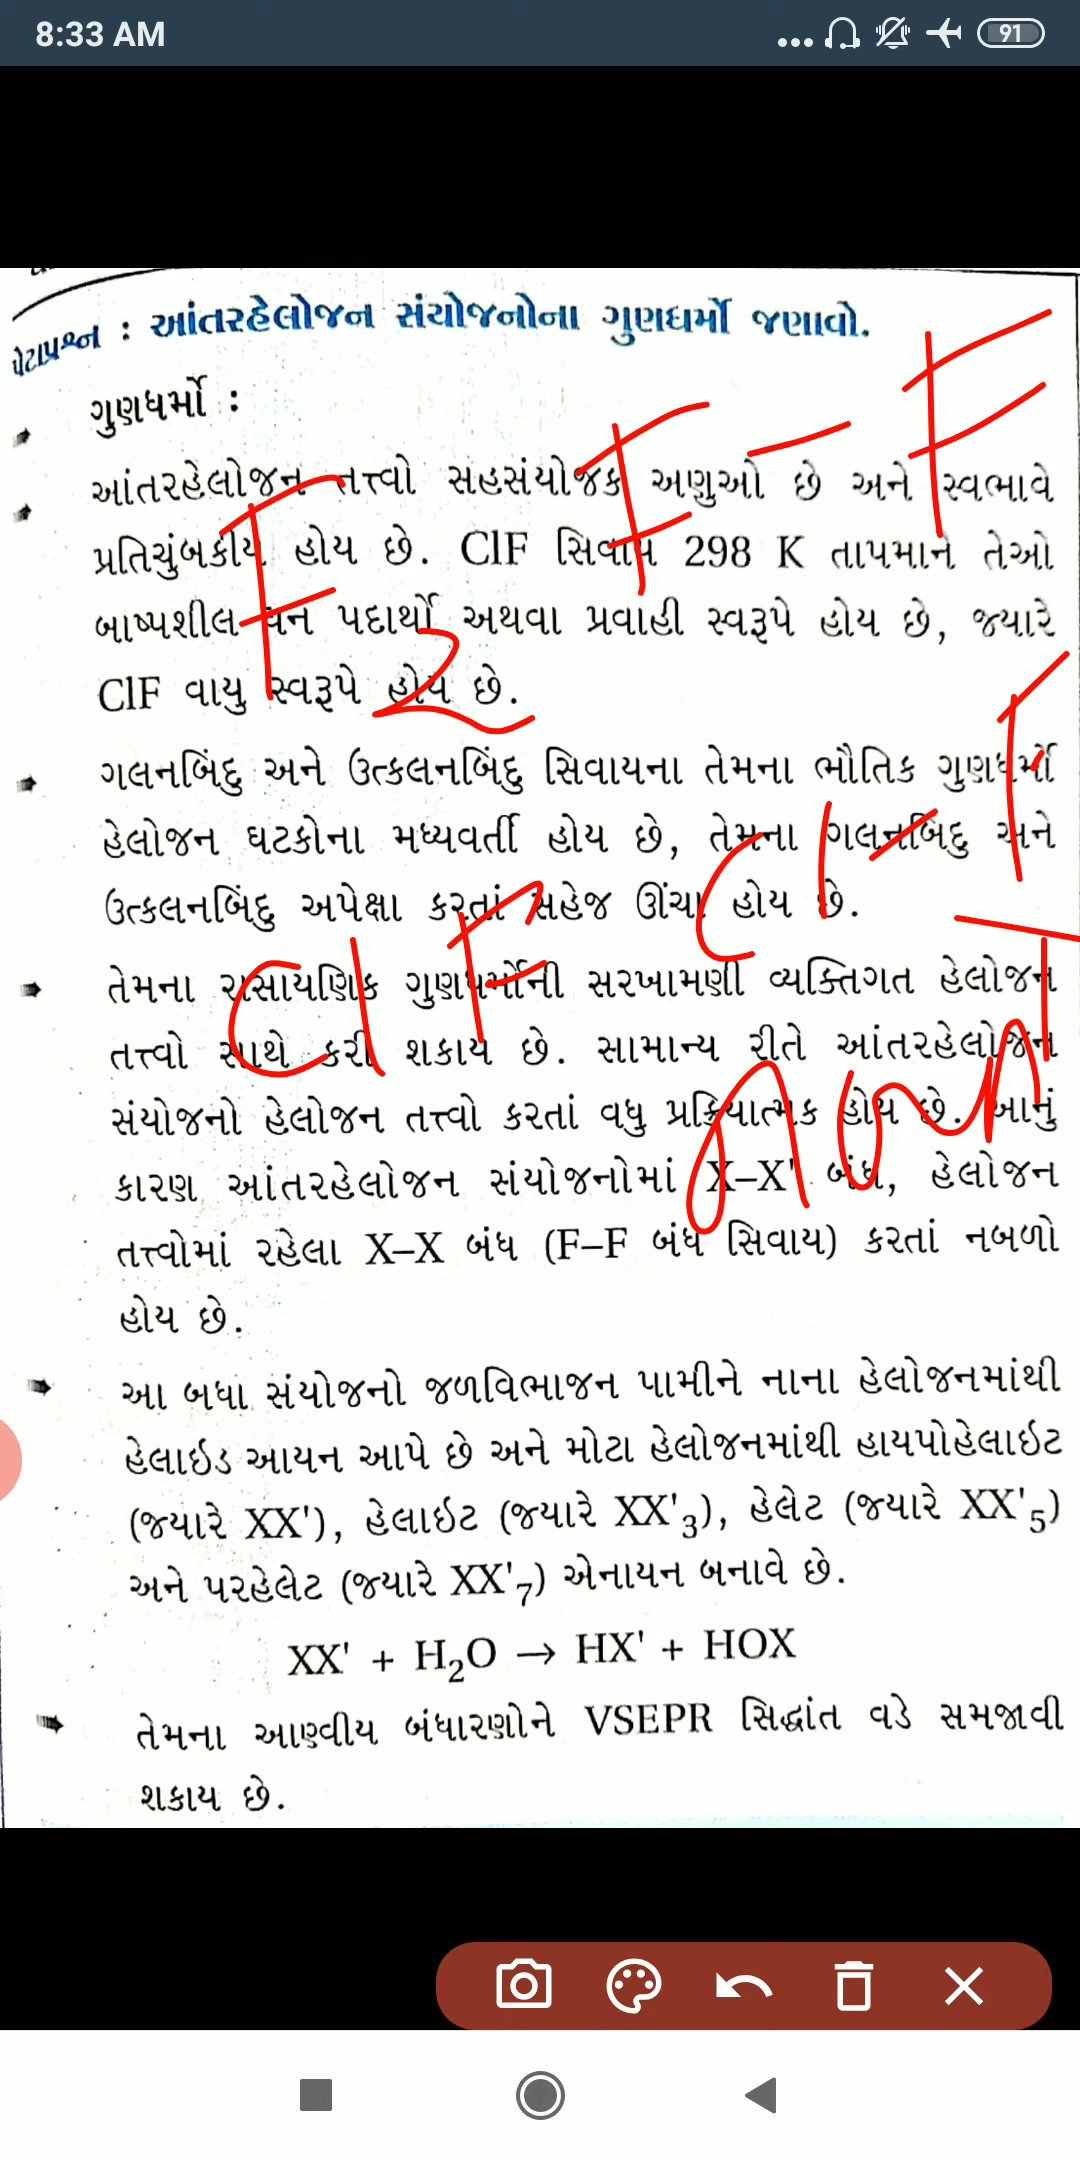 8:33 AM
91
પેટાપ્રશ્ન : આંતરહેલોજન સંયોજનોના ગુણધર્મો જણાવો.
ગુણધર્મો :
આંતરહેલોજન તત્ત્વો સહસંયોજક અણુઓ છે અને સ્વભાવે
પ્રતિચુંબકીય હોય છે. ClF સિવાય 298 K તાપમાને તેઓ
બાષ્પશીલ ઘન પદાર્થો અથવા પ્રવાહી સ્વરૂપે હોય છે, જ્યારે
ClF વાયુ સ્વરૂપે હોય છે.
F – F
F2
ગલનબિંદુ અને ઉત્કલનબિંદુ સિવાયના તેમના ભૌતિક ગુણધર્મો
હેલોજન ઘટકોના મધ્યવર્તી હોય છે, તેમના ગલનબિંદુ અને
ઉત્કલનબિંદુ અપેક્ષા કરતાં સહેજ ઊંચા હોય છે.
Cl – F
ClF
તેમના રાસાયણિક ગુણધર્મોની સરખામણી વ્યક્તિગત હેલોજન
તત્ત્વો સાથે કરી શકાય છે. સામાન્ય રીતે આંતરહેલોજન
સંયોજનો હેલોજન તત્ત્વો કરતાં વધુ પ્રક્રિયાત્મક હોય છે. આનું
કારણ આંતરહેલોજન સંયોજનોમાં X–X' બંધ, હેલોજન
તત્ત્વોમાં રહેલા X–X બંધ (F–F બંધ સિવાય) કરતાં નબળો
હોય છે.
આ બધા સંયોજનો જળવિભાજન પામીને નાના હેલોજનમાંથી
હેલાઇડ આયન આપે છે અને મોટા હેલોજનમાંથી હાયપોહેલાઇટ
(જ્યારે XX'), હેલાઇટ (જ્યારે XX'3), હેલેટ (જ્યારે XX'5)
અને પરહેલેટ (જ્યારે XX'7) એનાયન બનાવે છે.
XX' + H2O → HX' + HOX
તેમના આણ્વીય બંધારણોને VSEPR સિદ્ધાંત વડે સમજાવી
શકાય છે.